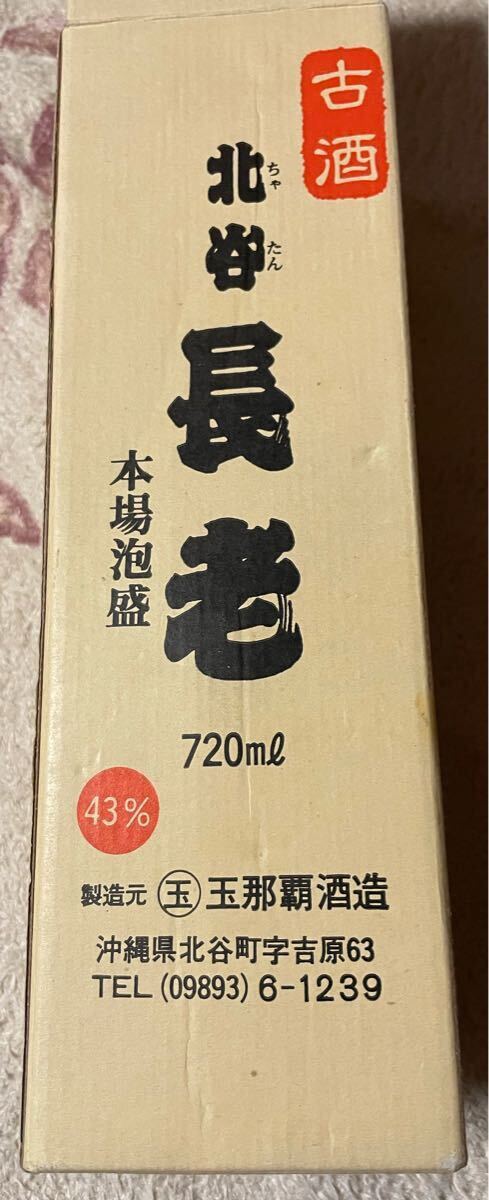 古酒
北谷長老
ちゃたん
本場泡盛
720ml
43%
製造元 玉 玉那覇酒造
沖縄県北谷町字吉原63
TEL (09893) 6-1239